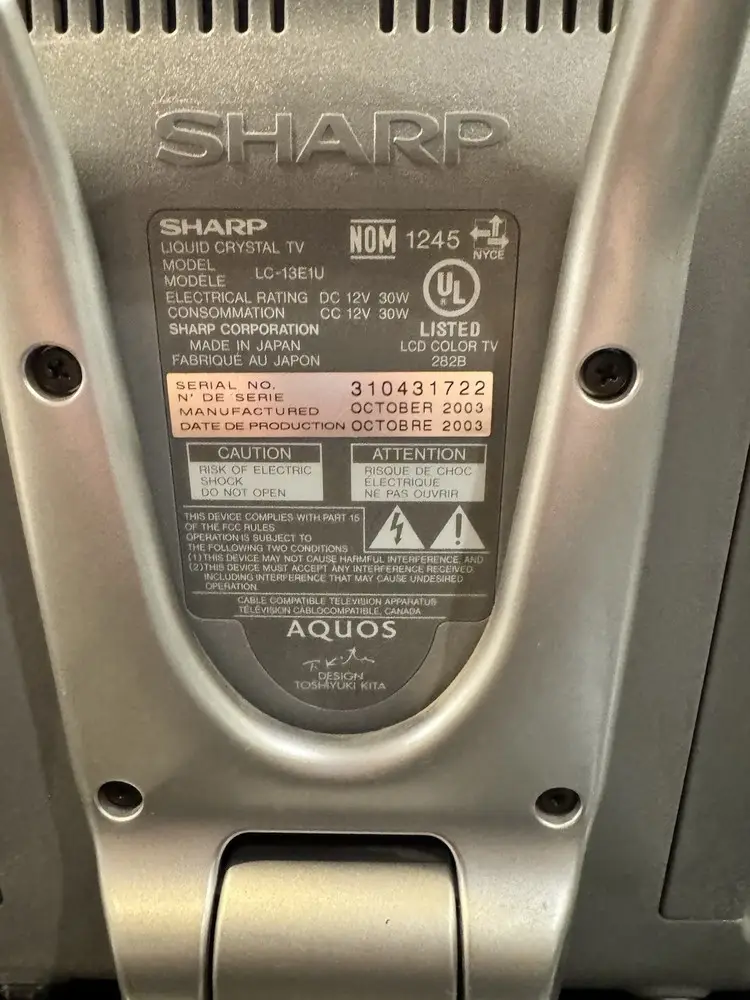 SHARP
SHARP
LIQUID CRYSTAL TV
NOM 1245
NYCE
MODEL
MODÈLE
LC-13E1U
UL
®
ELECTRICAL RATING DC 12V 30W
CONSOMMATION CC 12V 30W
SHARP CORPORATION
MADE IN JAPAN
FABRIQUÉ AU JAPON
LISTED
LCD COLOR TV
282B
SERIAL NO.
N° DE SERIE
310431722
MANUFACTURED OCTOBER 2003
DATE DE PRODUCTION OCTOBRE 2003
CAUTION
RISK OF ELECTRIC
SHOCK
DO NOT OPEN
ATTENTION
RISQUE DE CHOC
ÉLECTRIQUE
NE PAS OUVRIR
THIS DEVICE COMPLIES WITH PART 15
OF THE FCC RULES
OPERATION IS SUBJECT TO
THE FOLLOWING TWO CONDITIONS:
(1)THIS DEVICE MAY NOT CAUSE HARMFUL INTERFERENCE, AND
(2)THIS DEVICE MUST ACCEPT ANY INTERFERENCE RECEIVED.
INCLUDING INTERFERENCE THAT MAY CAUSE UNDESIRED
OPERATION.
CABLE COMPATIBLE TELEVISION APPARATUS
TÉLÉVISION CÂBLOCOMPATIBLE, CANADA
AQUOS
DESIGN
TOSHIYUKI KITA